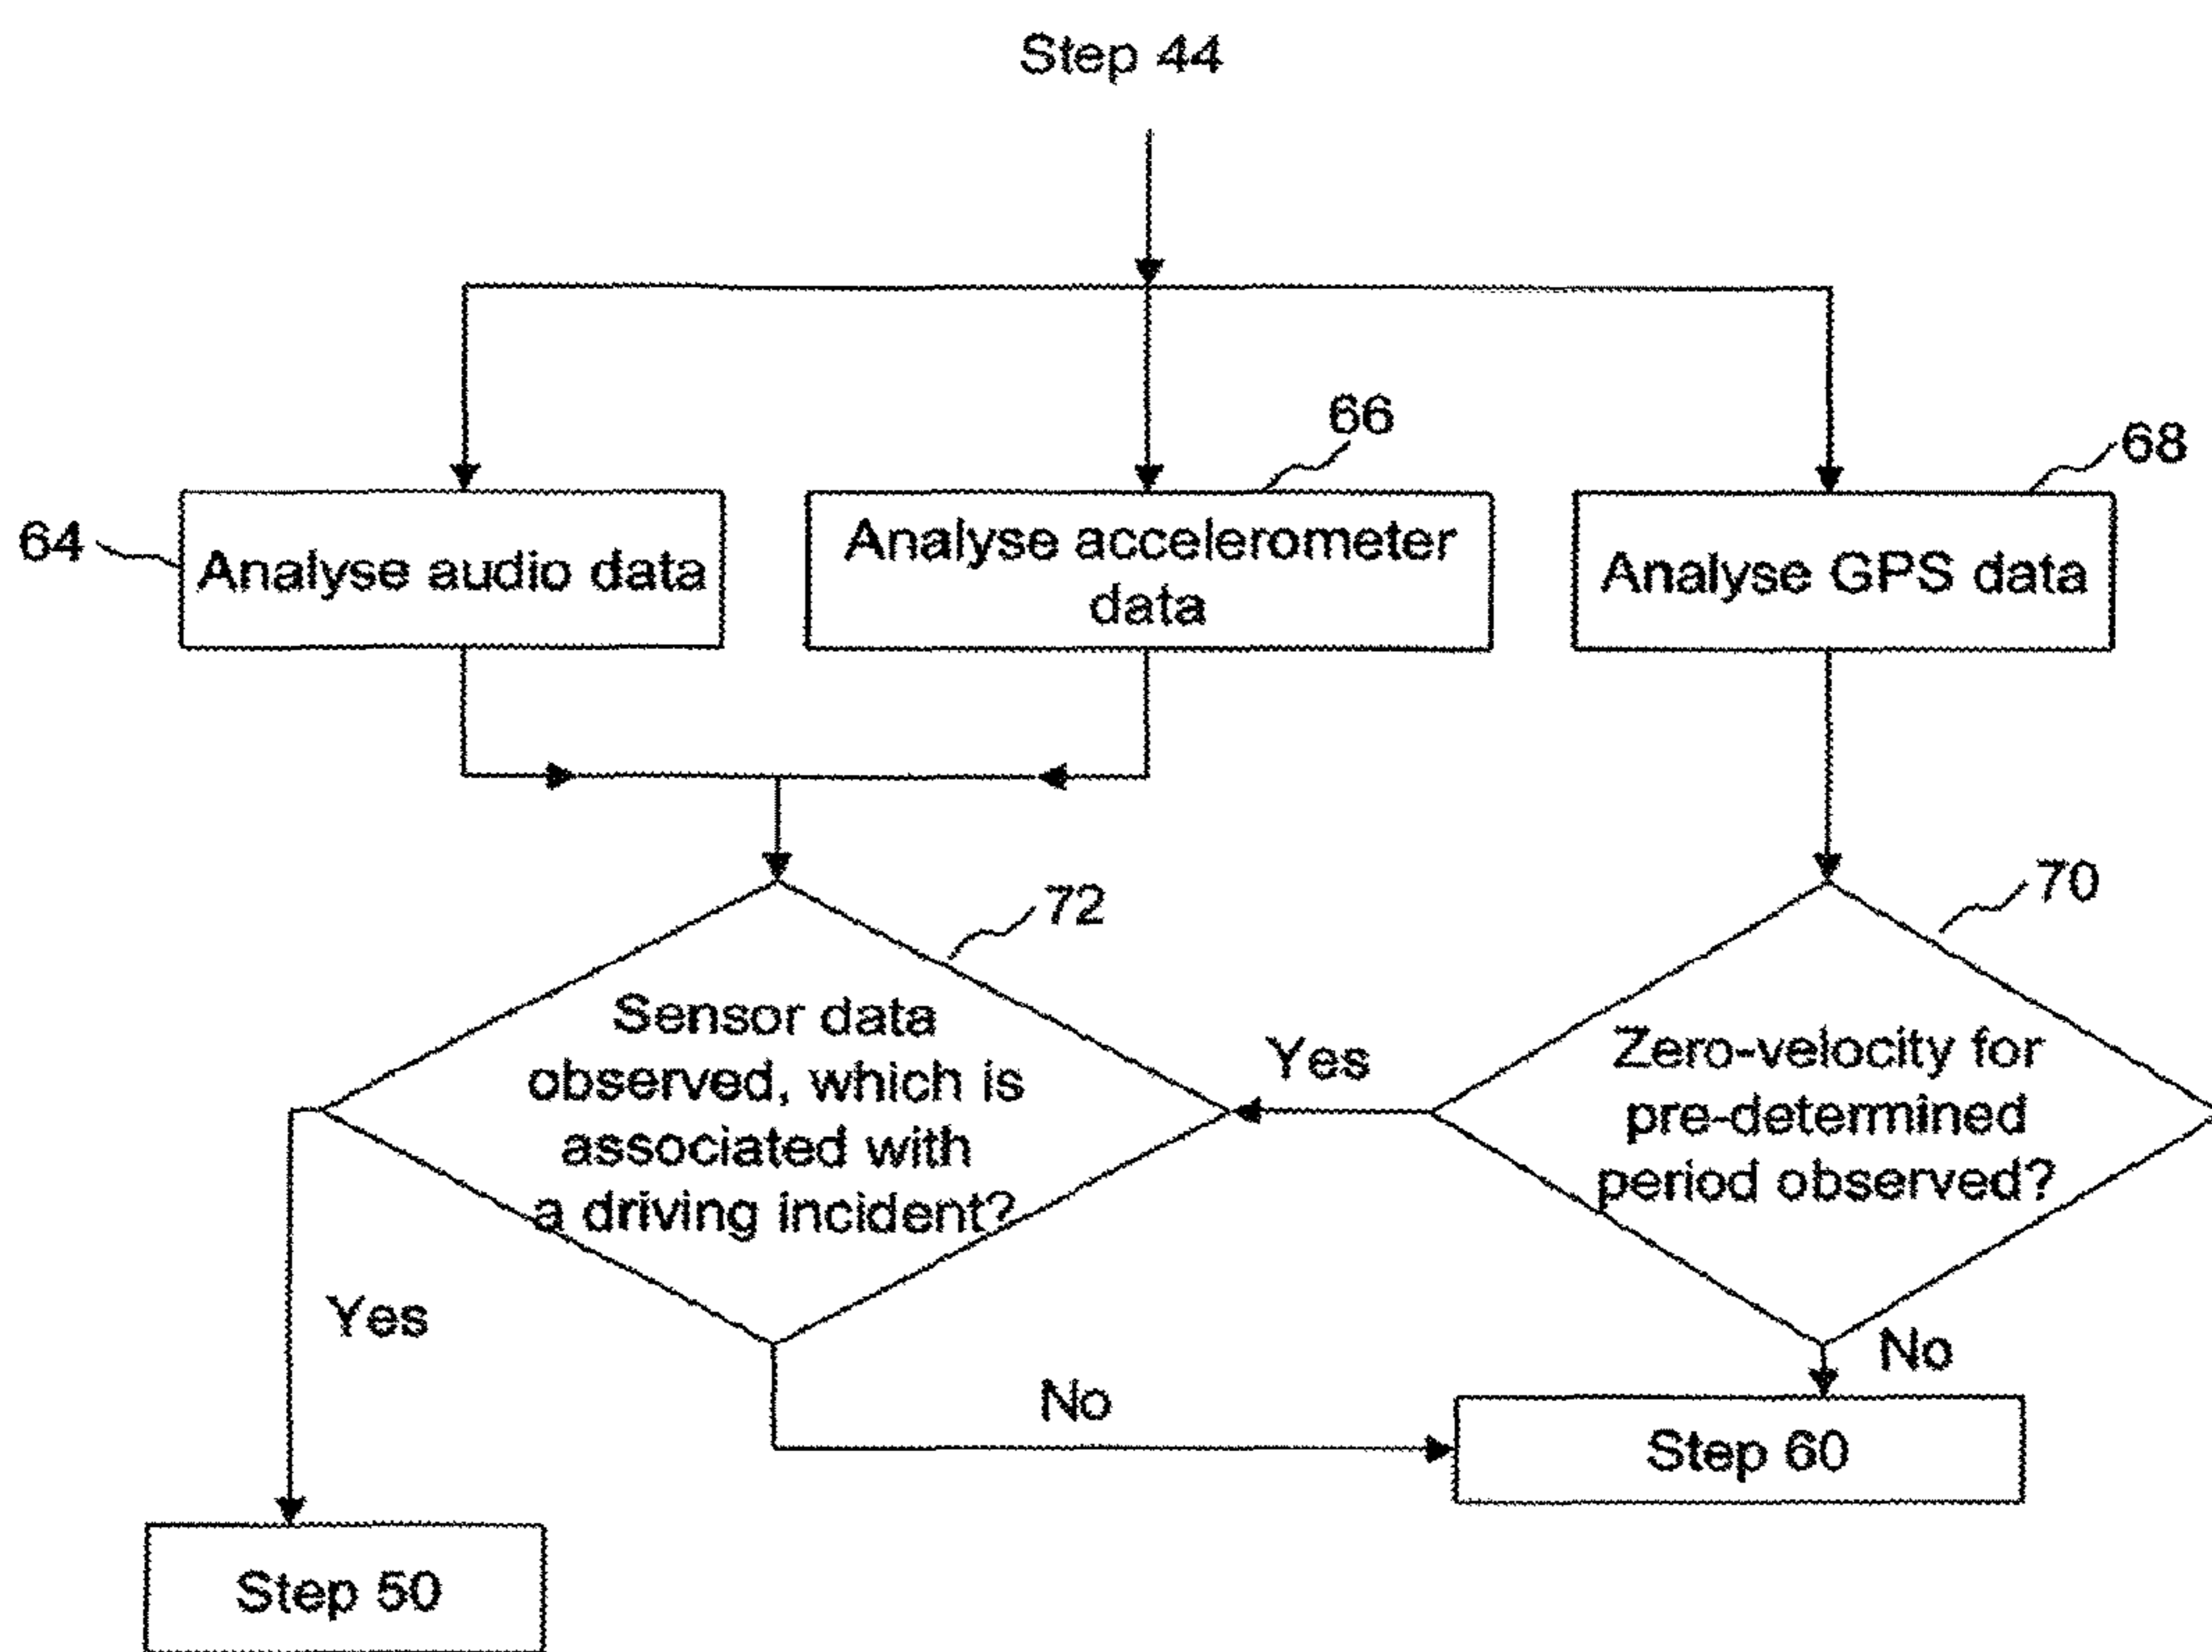 Step 44
66
68
64
Analyse audio data
Analyse accelerometer
data
Analyse GPS data
72
70
Sensor data
observed, which is
associated with
a driving incident?
Yes
Zero-velocity for
pre-determined
period observed?
Yes
No
No
Step 60
Step 50